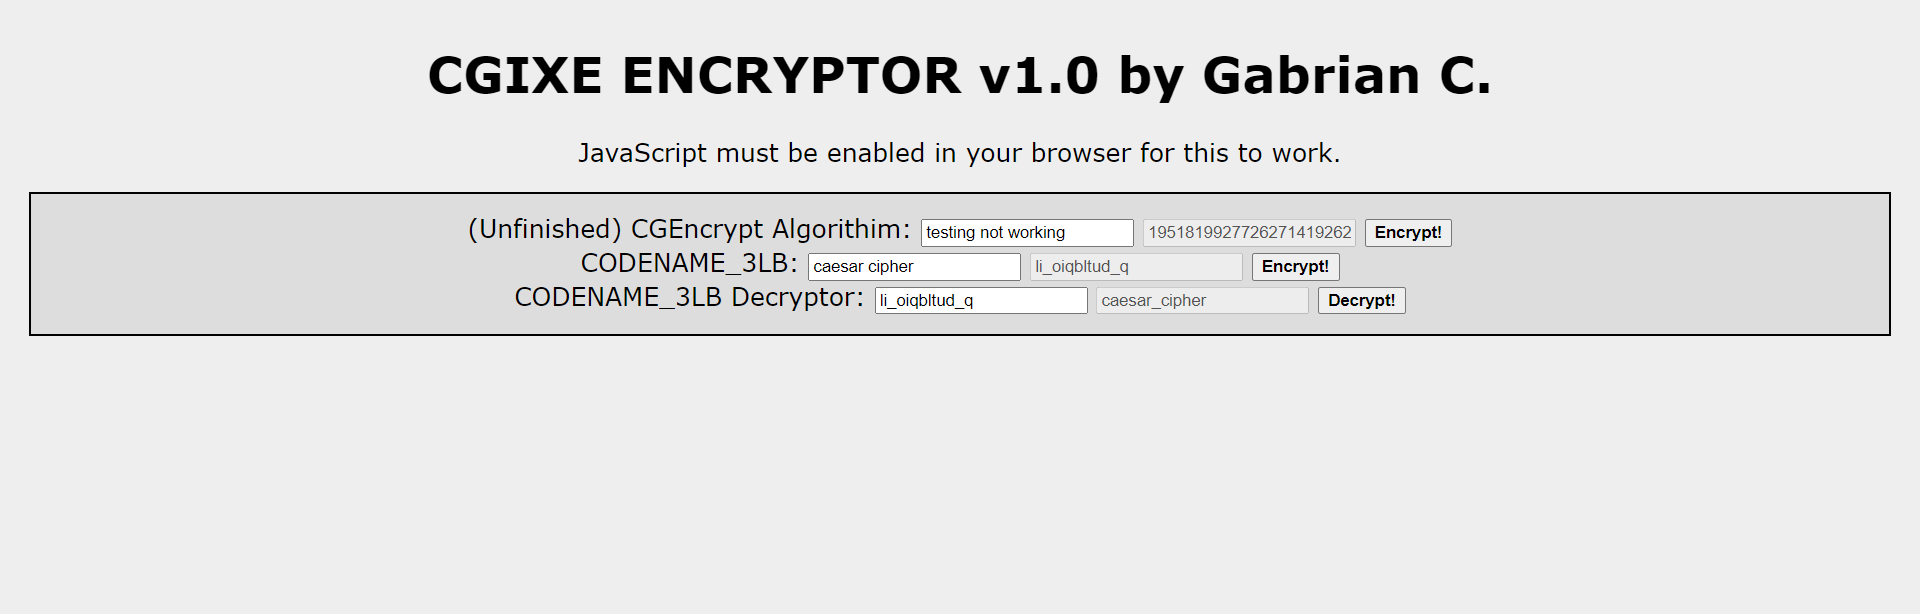 CGIXE ENCRYPTOR v1.0 by Gabrian C.
JavaScript must be enabled in your browser for this to work.
(Unfinished) CGEncrypt Algorithim: testing not working 1951819927726271419262 Encrypt!
CODENAME_3LB: caesar cipher li_oiqbltud_q Encrypt!
CODENAME_3LB Decryptor: li_oiqbltud_q caesar_cipher Decrypt!